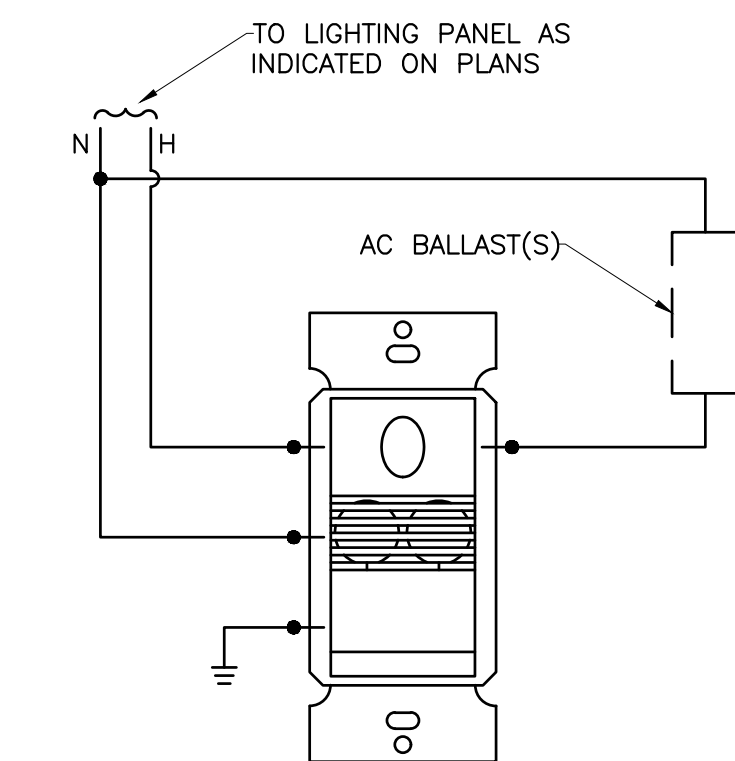 TO LIGHTING PANEL AS
INDICATED ON PLANS
N H
AC BALLAST(S)